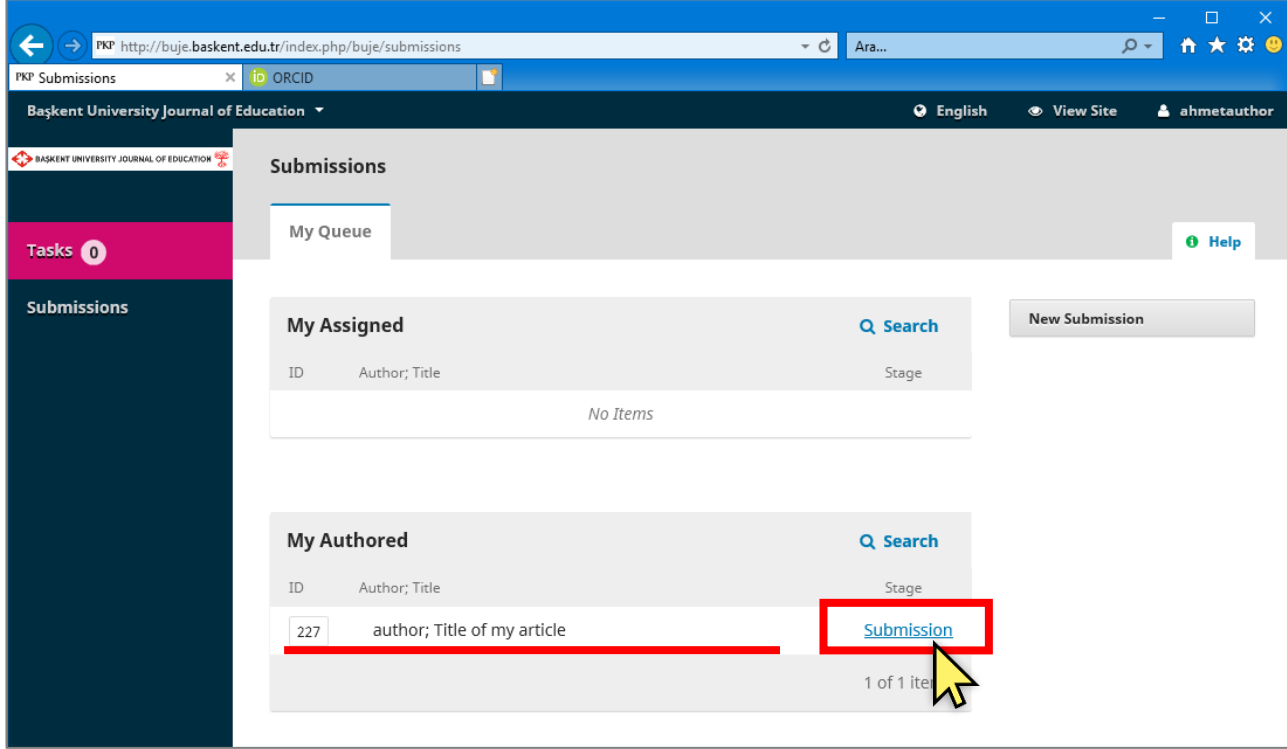 PKP http://buje.baskent.edu.tr/index.php/buje/submissions
Ara...
PKP Submissions
iD ORCID
Başkent University Journal of Education
English
View Site
ahmetauthor
BAŞKENT UNIVERSITY JOURNAL OF EDUCATION
Submissions
My Queue
Help
Tasks 0
Submissions
My Assigned
Search
New Submission
ID Author; Title Stage
No Items
My Authored
Search
ID Author; Title Stage
227 author; Title of my article Submission
1 of 1